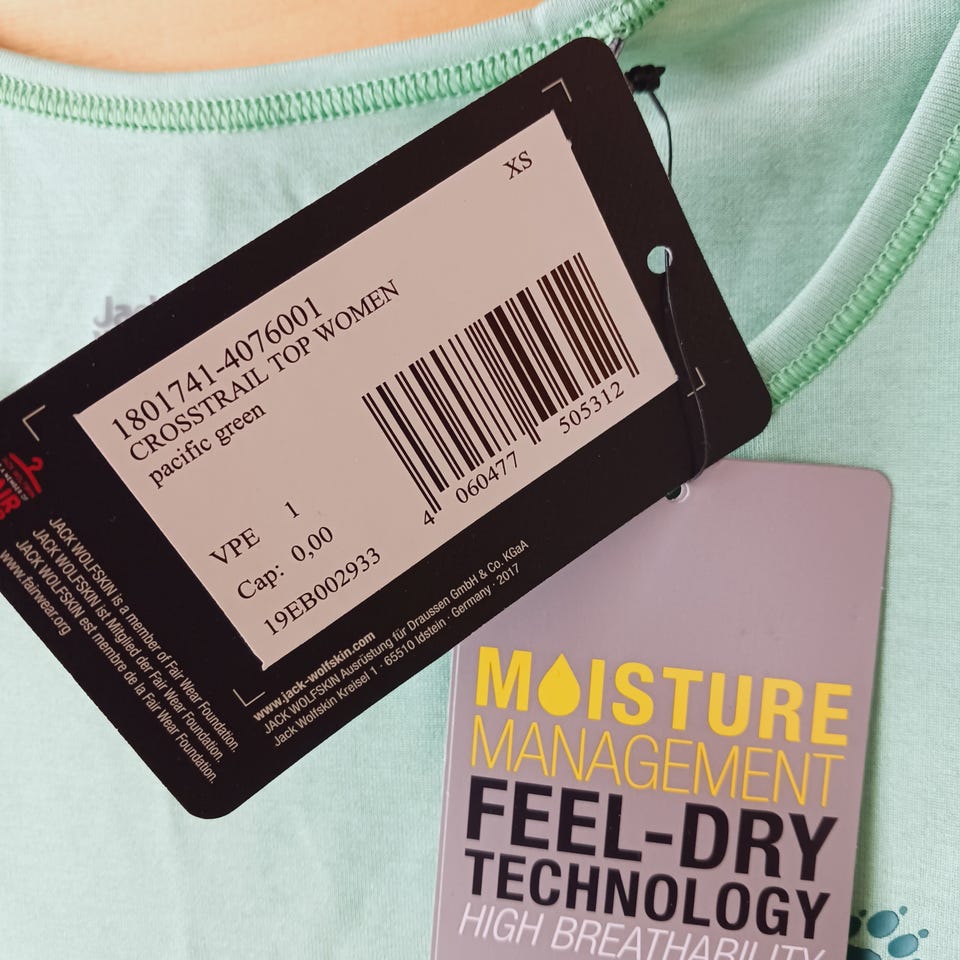 XS
1801741-4076001
CROSSTRAIL TOP WOMEN
pacific green
4 060477 505312
VPE 1
Cap: 0,00
19EB002933
JACK WOLFSKIN is a member of Fair Wear Foundation.
JACK WOLFSKIN ist Mitglied der Fair Wear Foundation.
JACK WOLFSKIN est membre de la Fair Wear Foundation.
www.fairwear.org
www.jack-wolfskin.com
JACK WOLFSKIN Ausrüstung für Draussen GmbH & Co. KGaA
Jack Wolfskin Kreisel 1 · 65510 Idstein · Germany · 2017
Jack
MOISTURE
MANAGEMENT
FEEL-DRY
TECHNOLOGY
HIGH BREATHABILITY